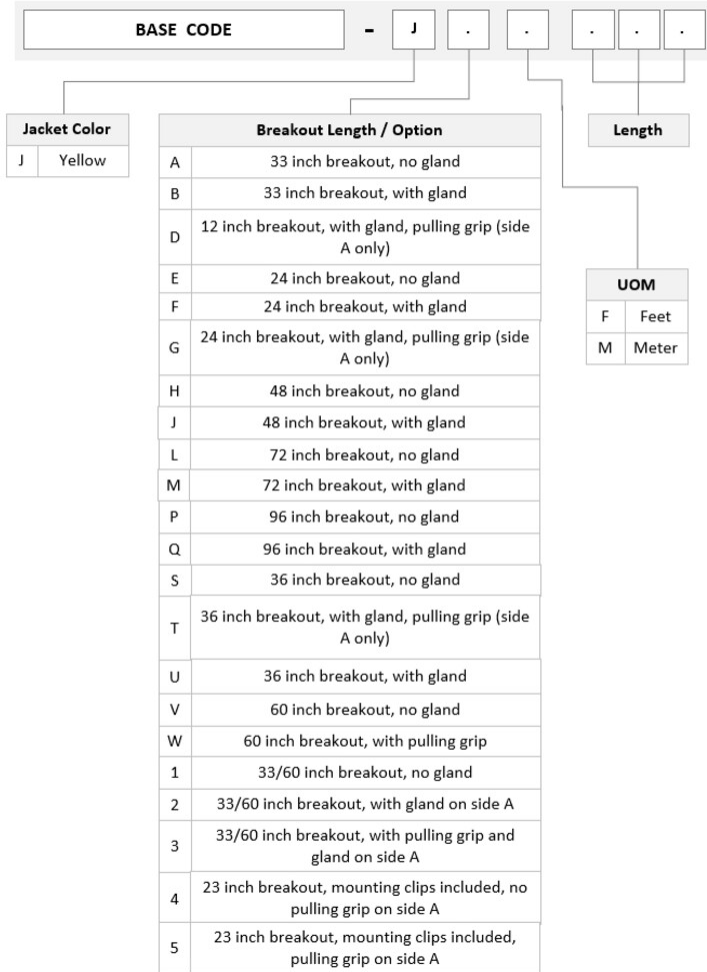 BASE CODE - J . . . . .
Jacket Color
J Yellow
Breakout Length / Option
A 33 inch breakout, no gland
B 33 inch breakout, with gland
D 12 inch breakout, with gland, pulling grip (side
A only)
E 24 inch breakout, no gland
F 24 inch breakout, with gland
G 24 inch breakout, with gland, pulling grip (side
A only)
H 48 inch breakout, no gland
J 48 inch breakout, with gland
L 72 inch breakout, no gland
M 72 inch breakout, with gland
P 96 inch breakout, no gland
Q 96 inch breakout, with gland
S 36 inch breakout, no gland
T 36 inch breakout, with gland, pulling grip (side
A only)
U 36 inch breakout, with gland
V 60 inch breakout, no gland
W 60 inch breakout, with pulling grip
1 33/60 inch breakout, no gland
2 33/60 inch breakout, with gland on side A
3 33/60 inch breakout, with pulling grip and
gland on side A
4 23 inch breakout, mounting clips included, no
pulling grip on side A
5 23 inch breakout, mounting clips included,
pulling grip on side A
Length
UOM
F Feet
M Meter